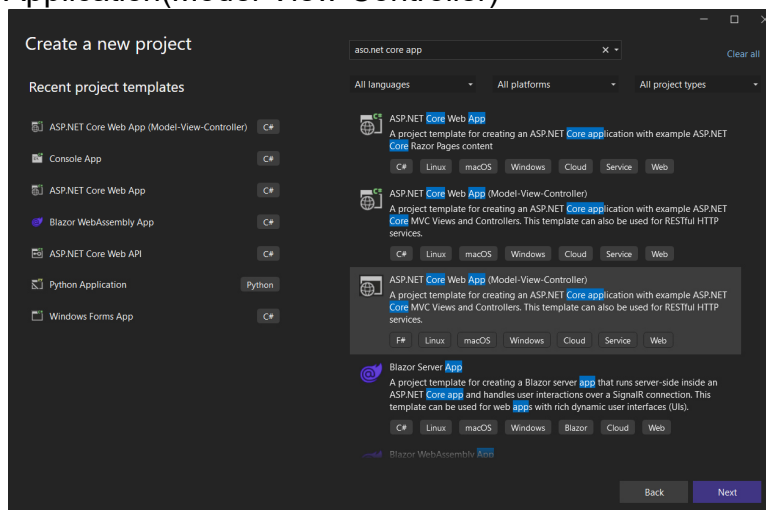 Application(Model-View-Controller)
Create a new project
Recent project templates
ASP.NET Core Web App (Model-View-Controller) C#
Console App C#
ASP.NET Core Web App C#
Blazor WebAssembly App C#
ASP.NET Core Web API C#
Python Application Python
Windows Forms App C#
aso.net core app
Clear all
All languages All platforms All project types
ASP.NET Core Web App
A project template for creating an ASP.NET Core application with example ASP.NET
Core Razor Pages content
C# Linux macOS Windows Cloud Service Web
ASP.NET Core Web App (Model-View-Controller)
A project template for creating an ASP.NET Core application with example ASP.NET
Core MVC Views and Controllers. This template can also be used for RESTful HTTP
services.
C# Linux macOS Windows Cloud Service Web
ASP.NET Core Web App (Model-View-Controller)
A project template for creating an ASP.NET Core application with example ASP.NET
Core MVC Views and Controllers. This template can also be used for RESTful HTTP
services.
F# Linux macOS Windows Cloud Service Web
Blazor Server App
A project template for creating a Blazor server app that runs server-side inside an
ASP.NET Core app and handles user interactions over a SignalR connection. This
template can be used for web apps with rich dynamic user interfaces (UIs).
C# Linux macOS Windows Blazor Cloud Web
Blazor WebAssembly App
Back Next